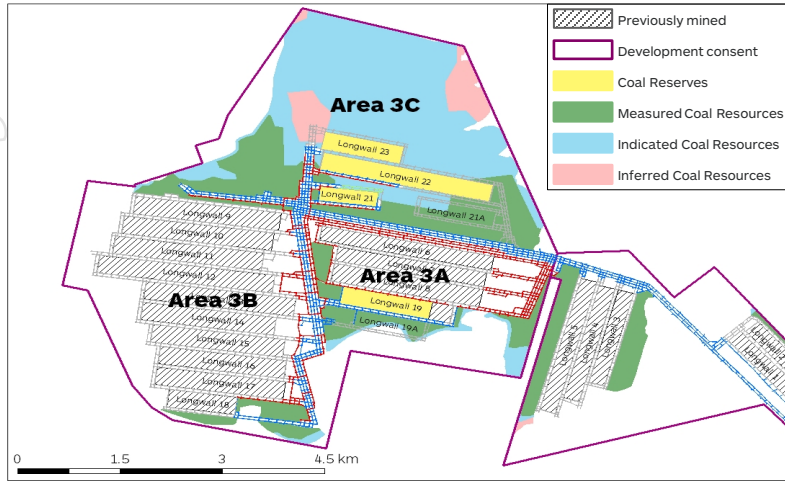 Previously mined
Development consent
Coal Reserves
Measured Coal Resources
Indicated Coal Resources
Inferred Coal Resources
Area 3C
Longwall 23
Longwall 22
Longwall 21
Longwall 21A
Longwall 9
Longwall 10
Longwall 11
Longwall 12
Area 3B
Longwall 6
Area 3A
8
14
Longwall 15
Longwall 16
Longwall 17
Longwall 18
Longwall 19
Longwall 19A
Longwall 5
Longwall 4
Longwall 3
Longwall 2
Longwall 1
0
1.5
3
4.5 km